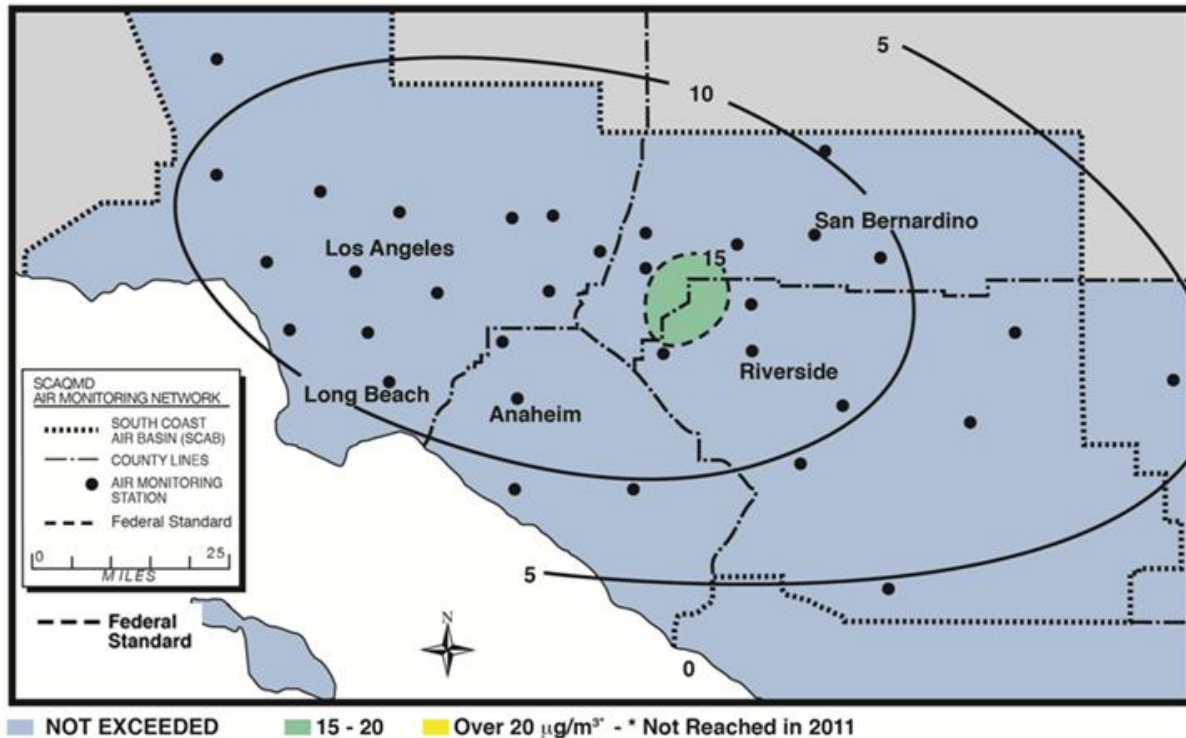 5
10
San Bernardino
Los Angeles
15
Riverside
Long Beach
Anaheim
SCAQMD
AIR MONITORING NETWORK
SOUTH COAST
AIR BASIN (SCAB)
COUNTY LINES
AIR MONITORING
STATION
Federal Standard
0 25
MILES
5
Federal
Standard
N
0
NOT EXCEEDED 15 - 20 Over 20 µg/m³* - * Not Reached in 2011